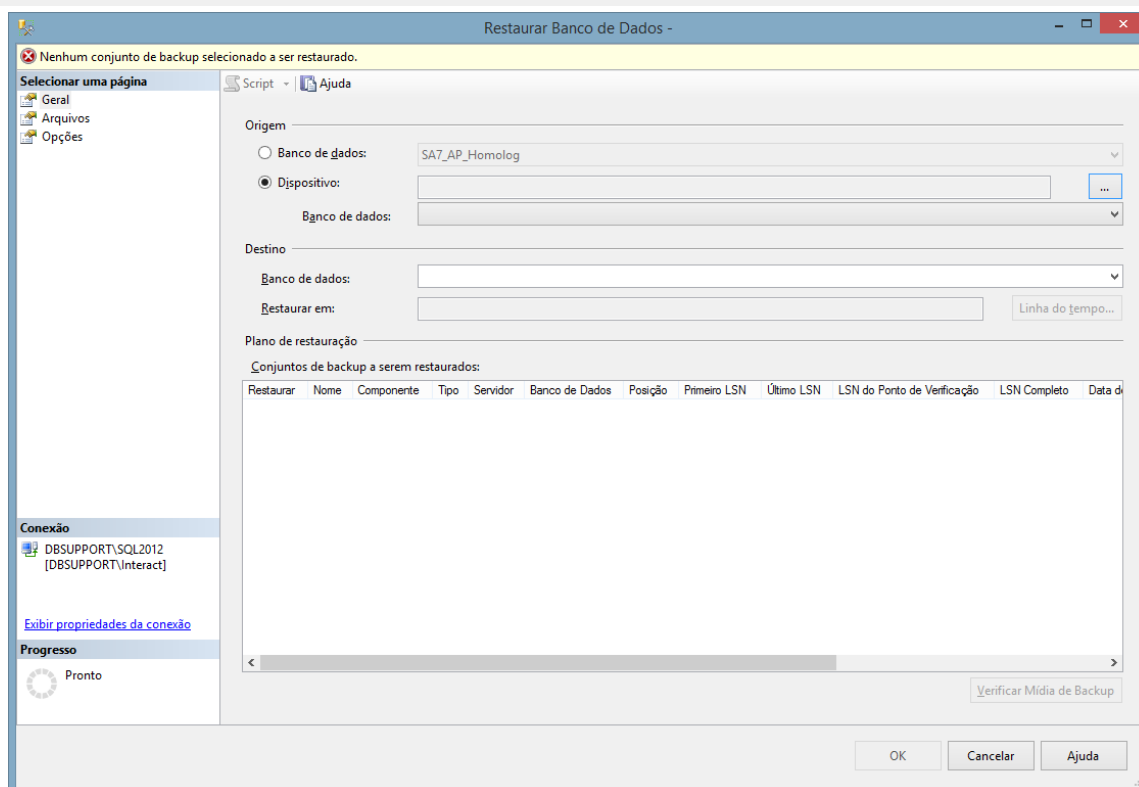 Restaurar Banco de Dados -
Nenhum conjunto de backup selecionado a ser restaurado.
Selecionar uma página
Geral
Arquivos
Opções
Script
Ajuda
Origem
Banco de dados:
SA7_AP_Homolog
Dispositivo:
...
Banco de dados:
Destino
Banco de dados:
Restaurar em:
Linha do tempo...
Plano de restauração
Conjuntos de backup a serem restaurados:
Restaurar Nome Componente Tipo Servidor Banco de Dados Posição Primeiro LSN Último LSN LSN do Ponto de Verificação LSN Completo Data d
Conexão
DBSUPPORT\SQL2012
[DBSUPPORT\Interact]
Exibir propriedades da conexão
Progresso
Pronto
Verificar Mídia de Backup
OK
Cancelar
Ajuda